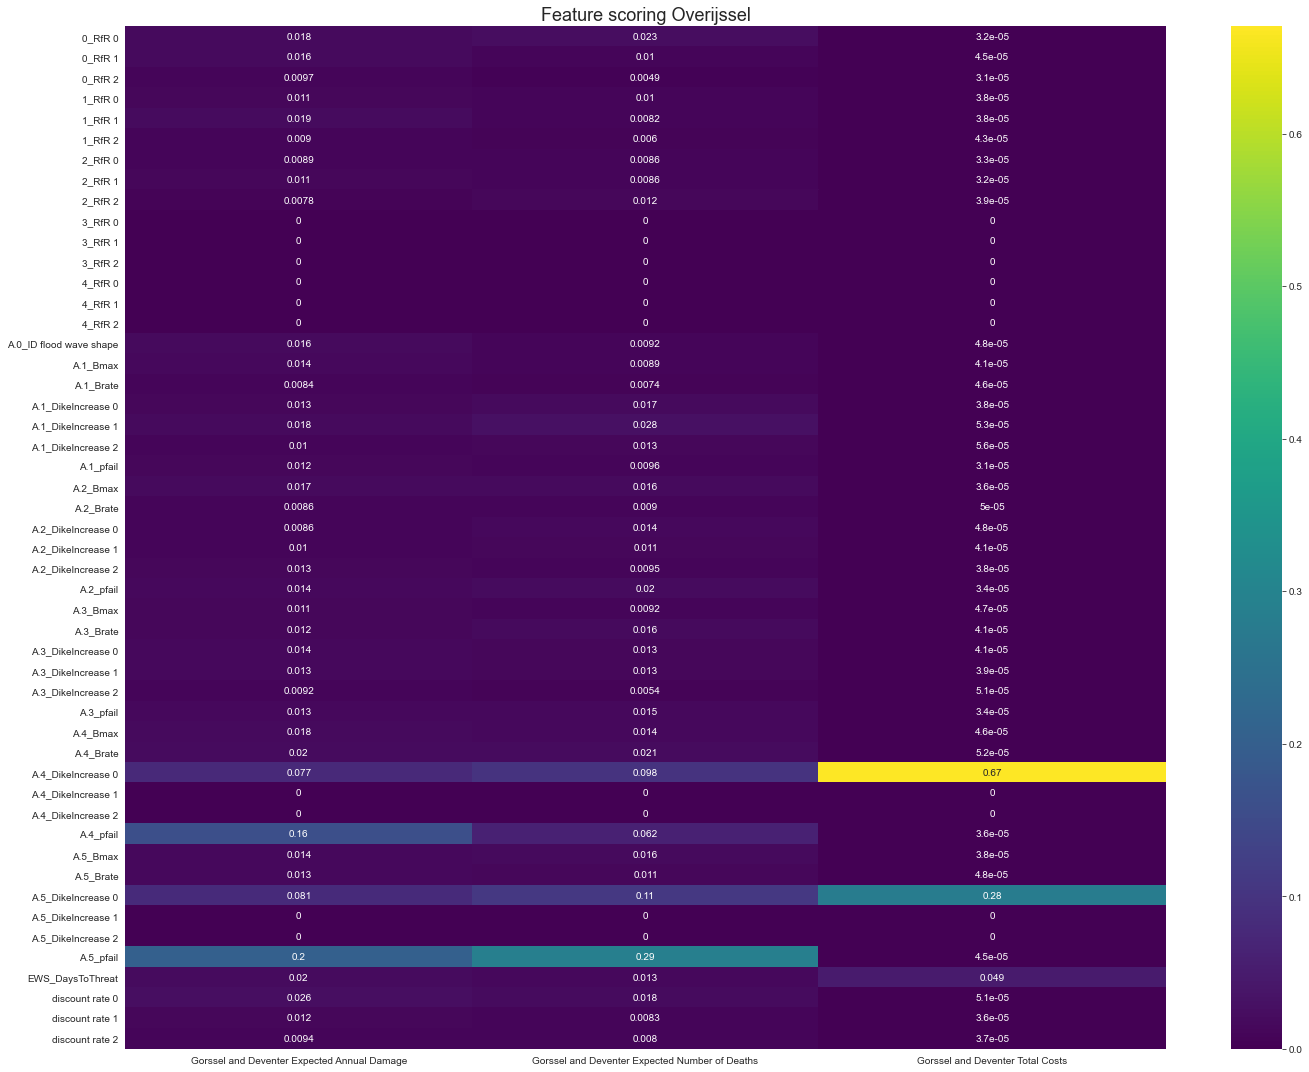 Feature scoring Overijssel
0_RfR 0 0.018 0.023 3.2e-05
0_RfR 1 0.016 0.01 4.5e-05
0_RfR 2 0.0097 0.0049 3.1e-05
1_RfR 0 0.011 0.01 3.8e-05
1_RfR 1 0.019 0.0082 3.8e-05
1_RfR 2 0.009 0.006 4.3e-05
2_RfR 0 0.0089 0.0086 3.3e-05
2_RfR 1 0.011 0.0086 3.2e-05
2_RfR 2 0.0078 0.012 3.9e-05
3_RfR 0 0 0 0
3_RfR 1 0 0 0
3_RfR 2 0 0 0
4_RfR 0 0 0 0
4_RfR 1 0 0 0
4_RfR 2 0 0 0
A.0_ID flood wave shape 0.016 0.0092 4.8e-05
A.1_Bmax 0.014 0.0089 4.1e-05
A.1_Brate 0.0084 0.0074 4.6e-05
A.1_DikeIncrease 0 0.013 0.017 3.8e-05
A.1_DikeIncrease 1 0.018 0.028 5.3e-05
A.1_DikeIncrease 2 0.01 0.013 5.6e-05
A.1_pfail 0.012 0.0096 3.1e-05
A.2_Bmax 0.017 0.016 3.6e-05
A.2_Brate 0.0086 0.009 5e-05
A.2_DikeIncrease 0 0.0086 0.014 4.8e-05
A.2_DikeIncrease 1 0.01 0.011 4.1e-05
A.2_DikeIncrease 2 0.013 0.0095 3.8e-05
A.2_pfail 0.014 0.02 3.4e-05
A.3_Bmax 0.011 0.0092 4.7e-05
A.3_Brate 0.012 0.016 4.1e-05
A.3_DikeIncrease 0 0.014 0.013 4.1e-05
A.3_DikeIncrease 1 0.013 0.013 3.9e-05
A.3_DikeIncrease 2 0.0092 0.0054 5.1e-05
A.3_pfail 0.013 0.015 3.4e-05
A.4_Bmax 0.018 0.014 4.6e-05
A.4_Brate 0.02 0.021 5.2e-05
A.4_DikeIncrease 0 0.077 0.098 0.67
A.4_DikeIncrease 1 0 0 0
A.4_DikeIncrease 2 0 0 0
A.4_pfail 0.16 0.062 3.6e-05
A.5_Bmax 0.014 0.016 3.8e-05
A.5_Brate 0.013 0.011 4.8e-05
A.5_DikeIncrease 0 0.081 0.11 0.28
A.5_DikeIncrease 1 0 0 0
A.5_DikeIncrease 2 0 0 0
A.5_pfail 0.2 0.29 4.5e-05
EWS_DaysToThreat 0.02 0.013 0.049
discount rate 0 0.026 0.018 5.1e-05
discount rate 1 0.012 0.0083 3.6e-05
discount rate 2 0.0094 0.008 3.7e-05
Gorssel and Deventer Expected Annual Damage Gorssel and Deventer Expected Number of Deaths Gorssel and Deventer Total Costs
0.6
0.5
0.4
0.3
0.2
0.1
0.0